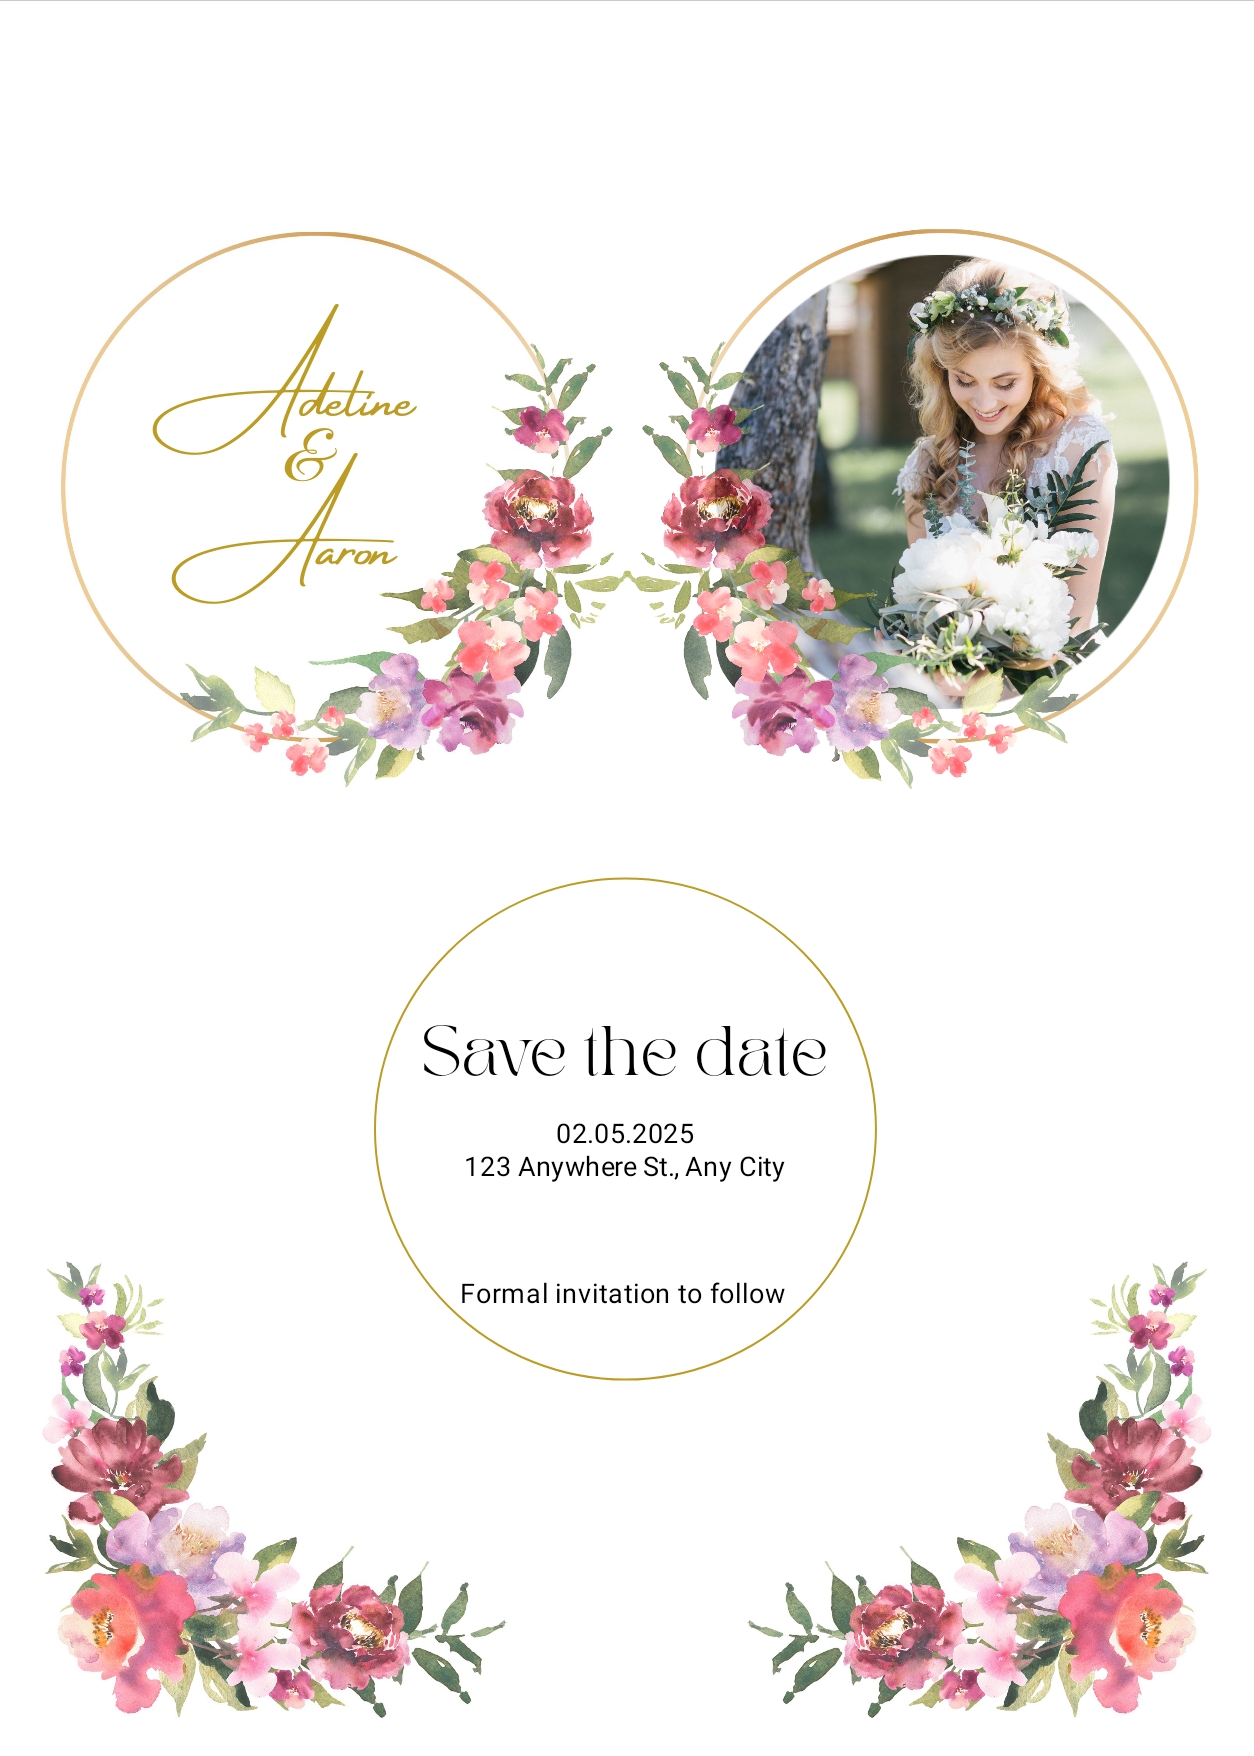 Adeline
&
Aaron
Save the date
02.05.2025
123 Anywhere St., Any City
Formal invitation to follow